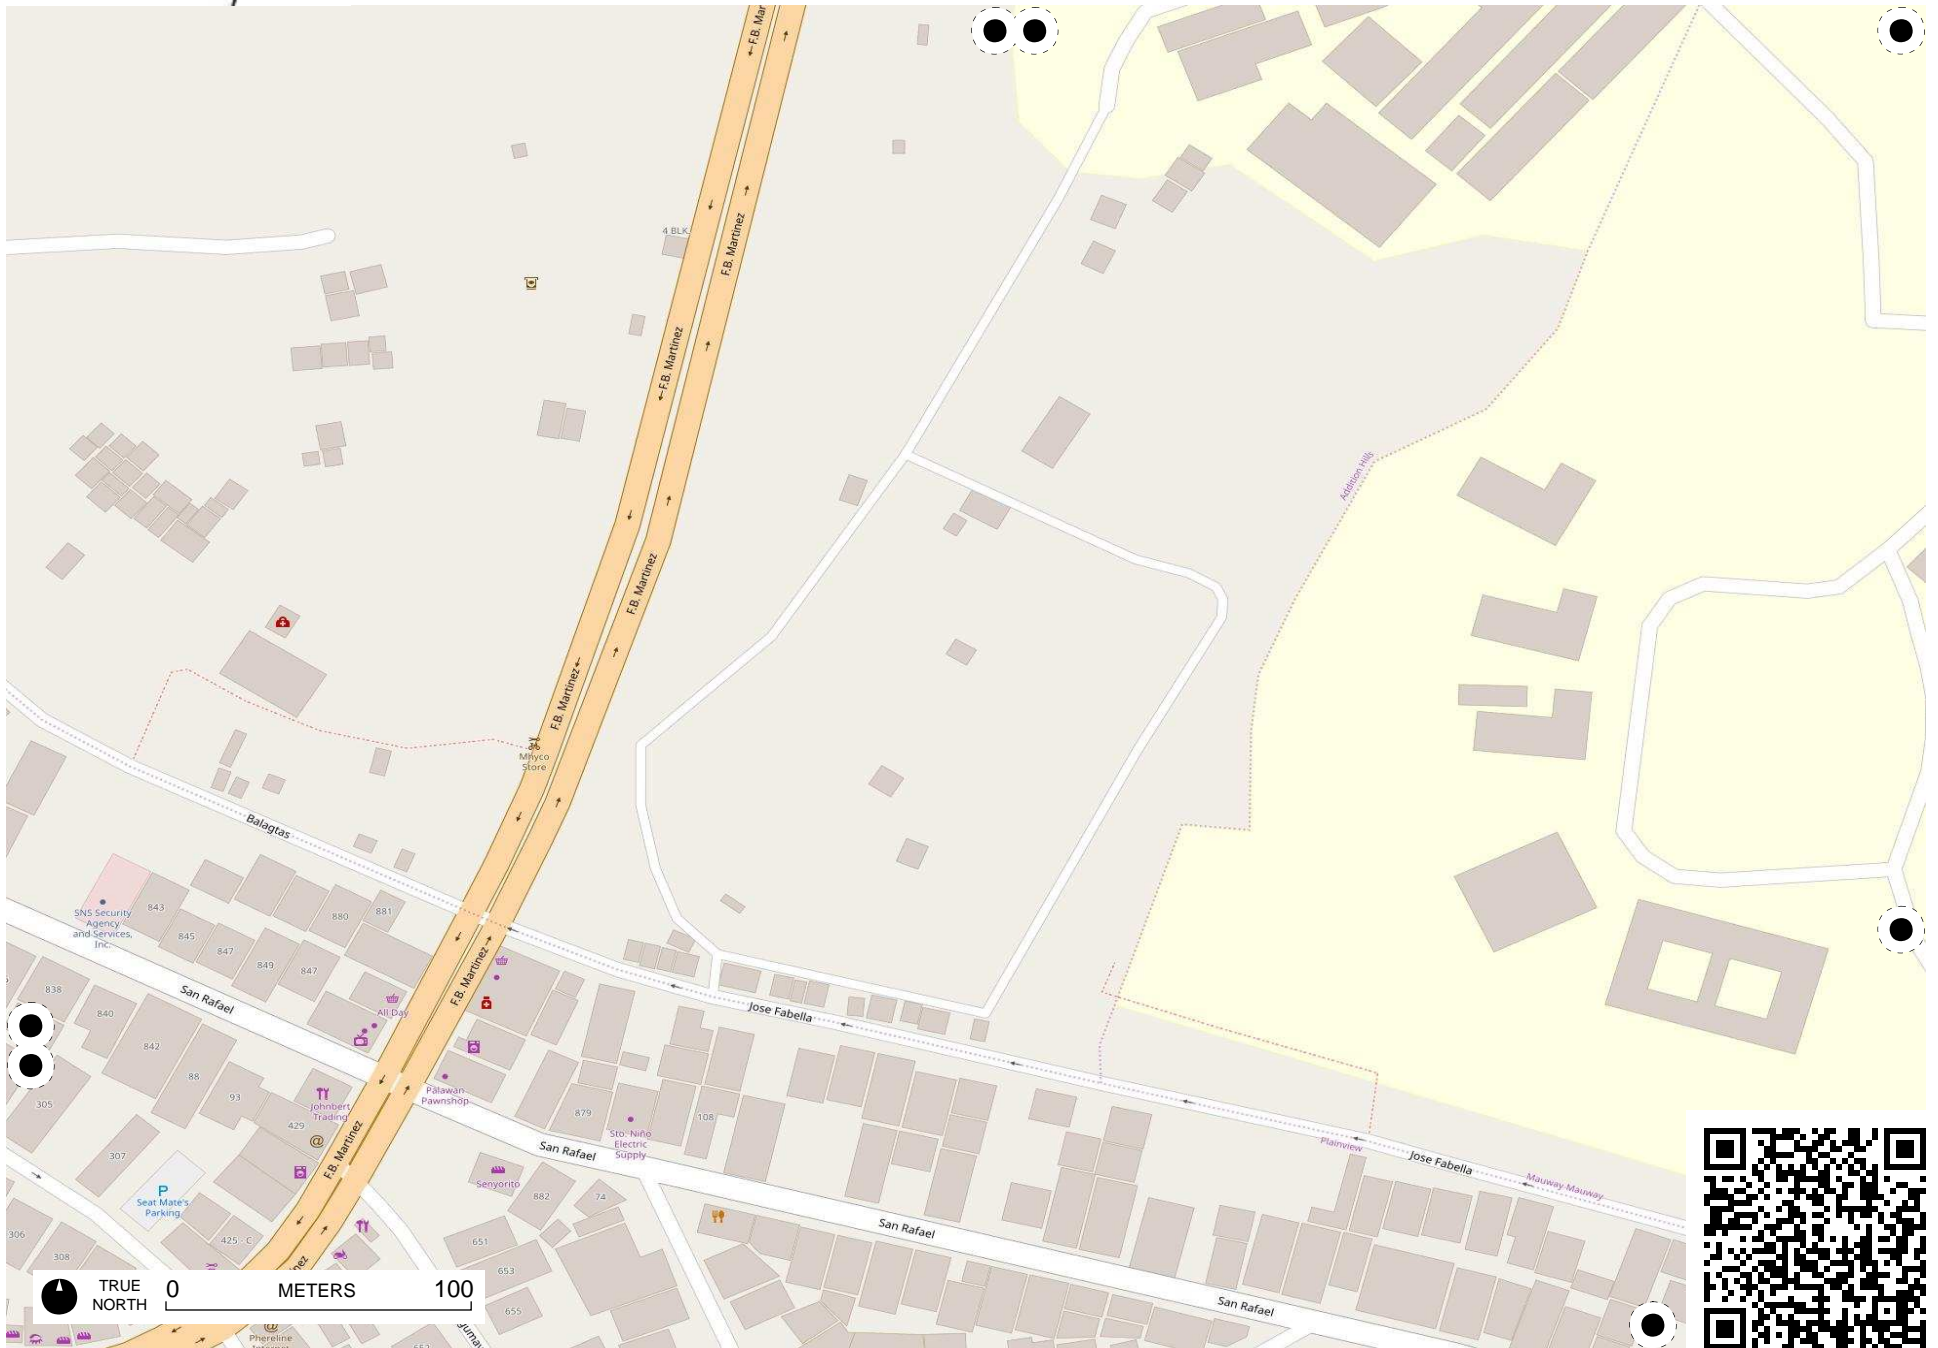 F.B. Mar
4 BLK
F.B. Martinez
F.B. Martinez
Addition Hills
F.B. Martinez
F.B. Martinez
Mhyco
Store
Balagtas
SNS Security
Agency
and Services,
Inc.
843
845
847
849
847
880
881
F.B. Martinez
Jose Fabella
838
840
842
88
93
San Rafael
All Day
Palawan
Pawnshop
Johnbert
Trading
429
@
305
307
879
108
Sto. Niño
Electric
Supply
San Rafael
F.B. Martinez
Plainview
Jose Fabella
Mauway Mauway
P
Seat Mate's
Parking
Senyorito
882
74
San Rafael
306
308
425 - C
651
653
655
inez
San Rafael
TRUE
NORTH
0 METERS 100
@
Phereline